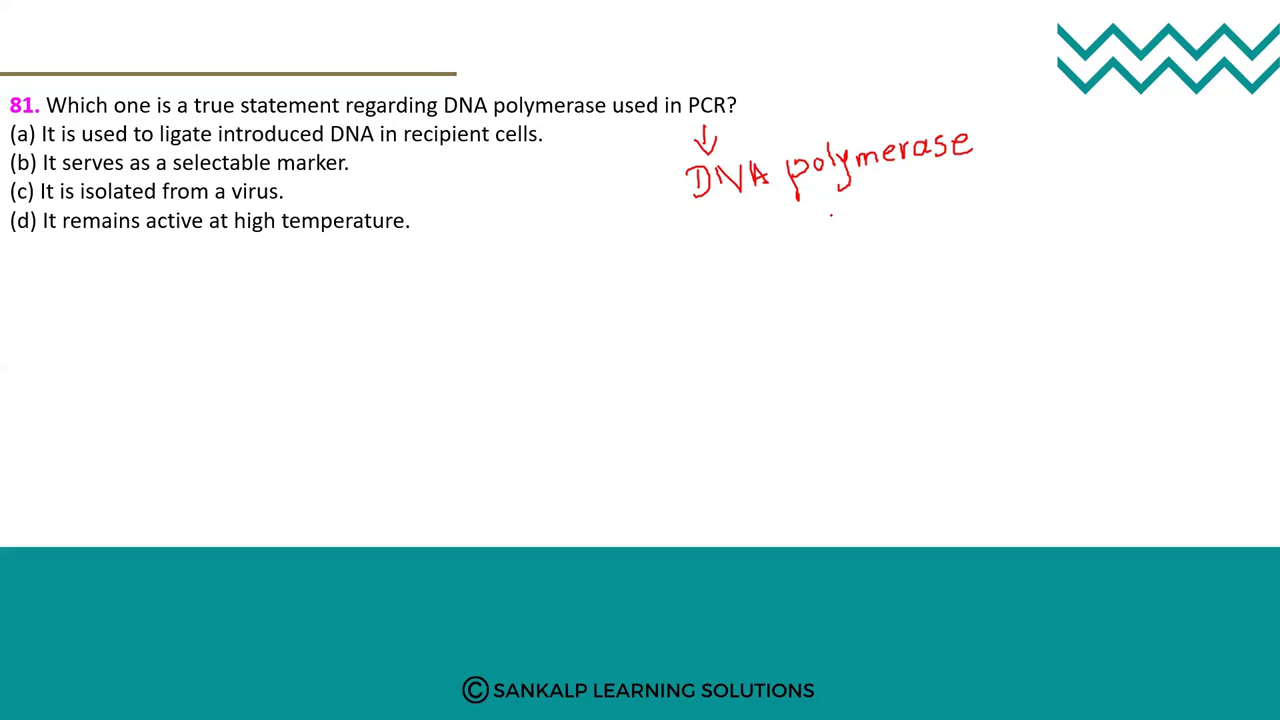 81. Which one is a true statement regarding DNA polymerase used in PCR?
(a) It is used to ligate introduced DNA in recipient cells.
(b) It serves as a selectable marker.
(c) It is isolated from a virus.
(d) It remains active at high temperature.
DNA polymerase
© SANKALP LEARNING SOLUTIONS